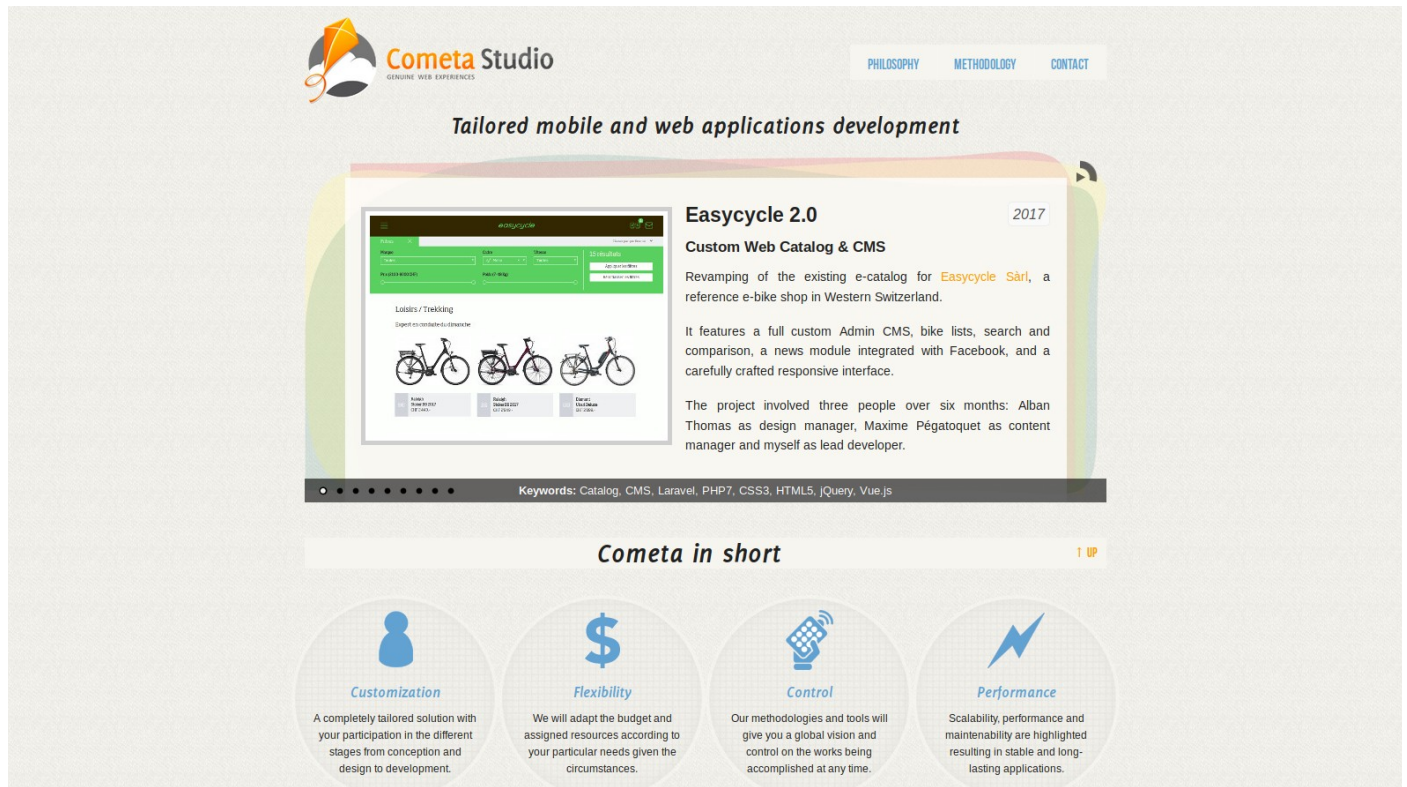 Cometa Studio
GENUINE WEB EXPERIENCES
PHILOSOPHY
METHODOLOGY
CONTACT
Tailored mobile and web applications development
easycycle
Loisirs / Trekking
Easycycle 2.0
2017
Custom Web Catalog & CMS
Revamping of the existing e-catalog for Easycycle Sàrl, a
reference e-bike shop in Western Switzerland.
It features a full custom Admin CMS, bike lists, search and
comparison, a news module integrated with Facebook, and a
carefully crafted responsive interface.
The project involved three people over six months: Alban
Thomas as design manager, Maxime Pégatoquet as content
manager and myself as lead developer.
Keywords: Catalog, CMS, Laravel, PHP7, CSS3, HTML5, jQuery, Vue.js
Cometa in short
↑ UP
Customization
A completely tailored solution with
your participation in the different
stages from conception and
design to development.
Flexibility
We will adapt the budget and
assigned resources according to
your particular needs given the
circumstances.
Control
Our methodologies and tools will
give you a global vision and
control on the works being
accomplished at any time.
Performance
Scalability, performance and
maintenability are highlighted
resulting in stable and long-
lasting applications.